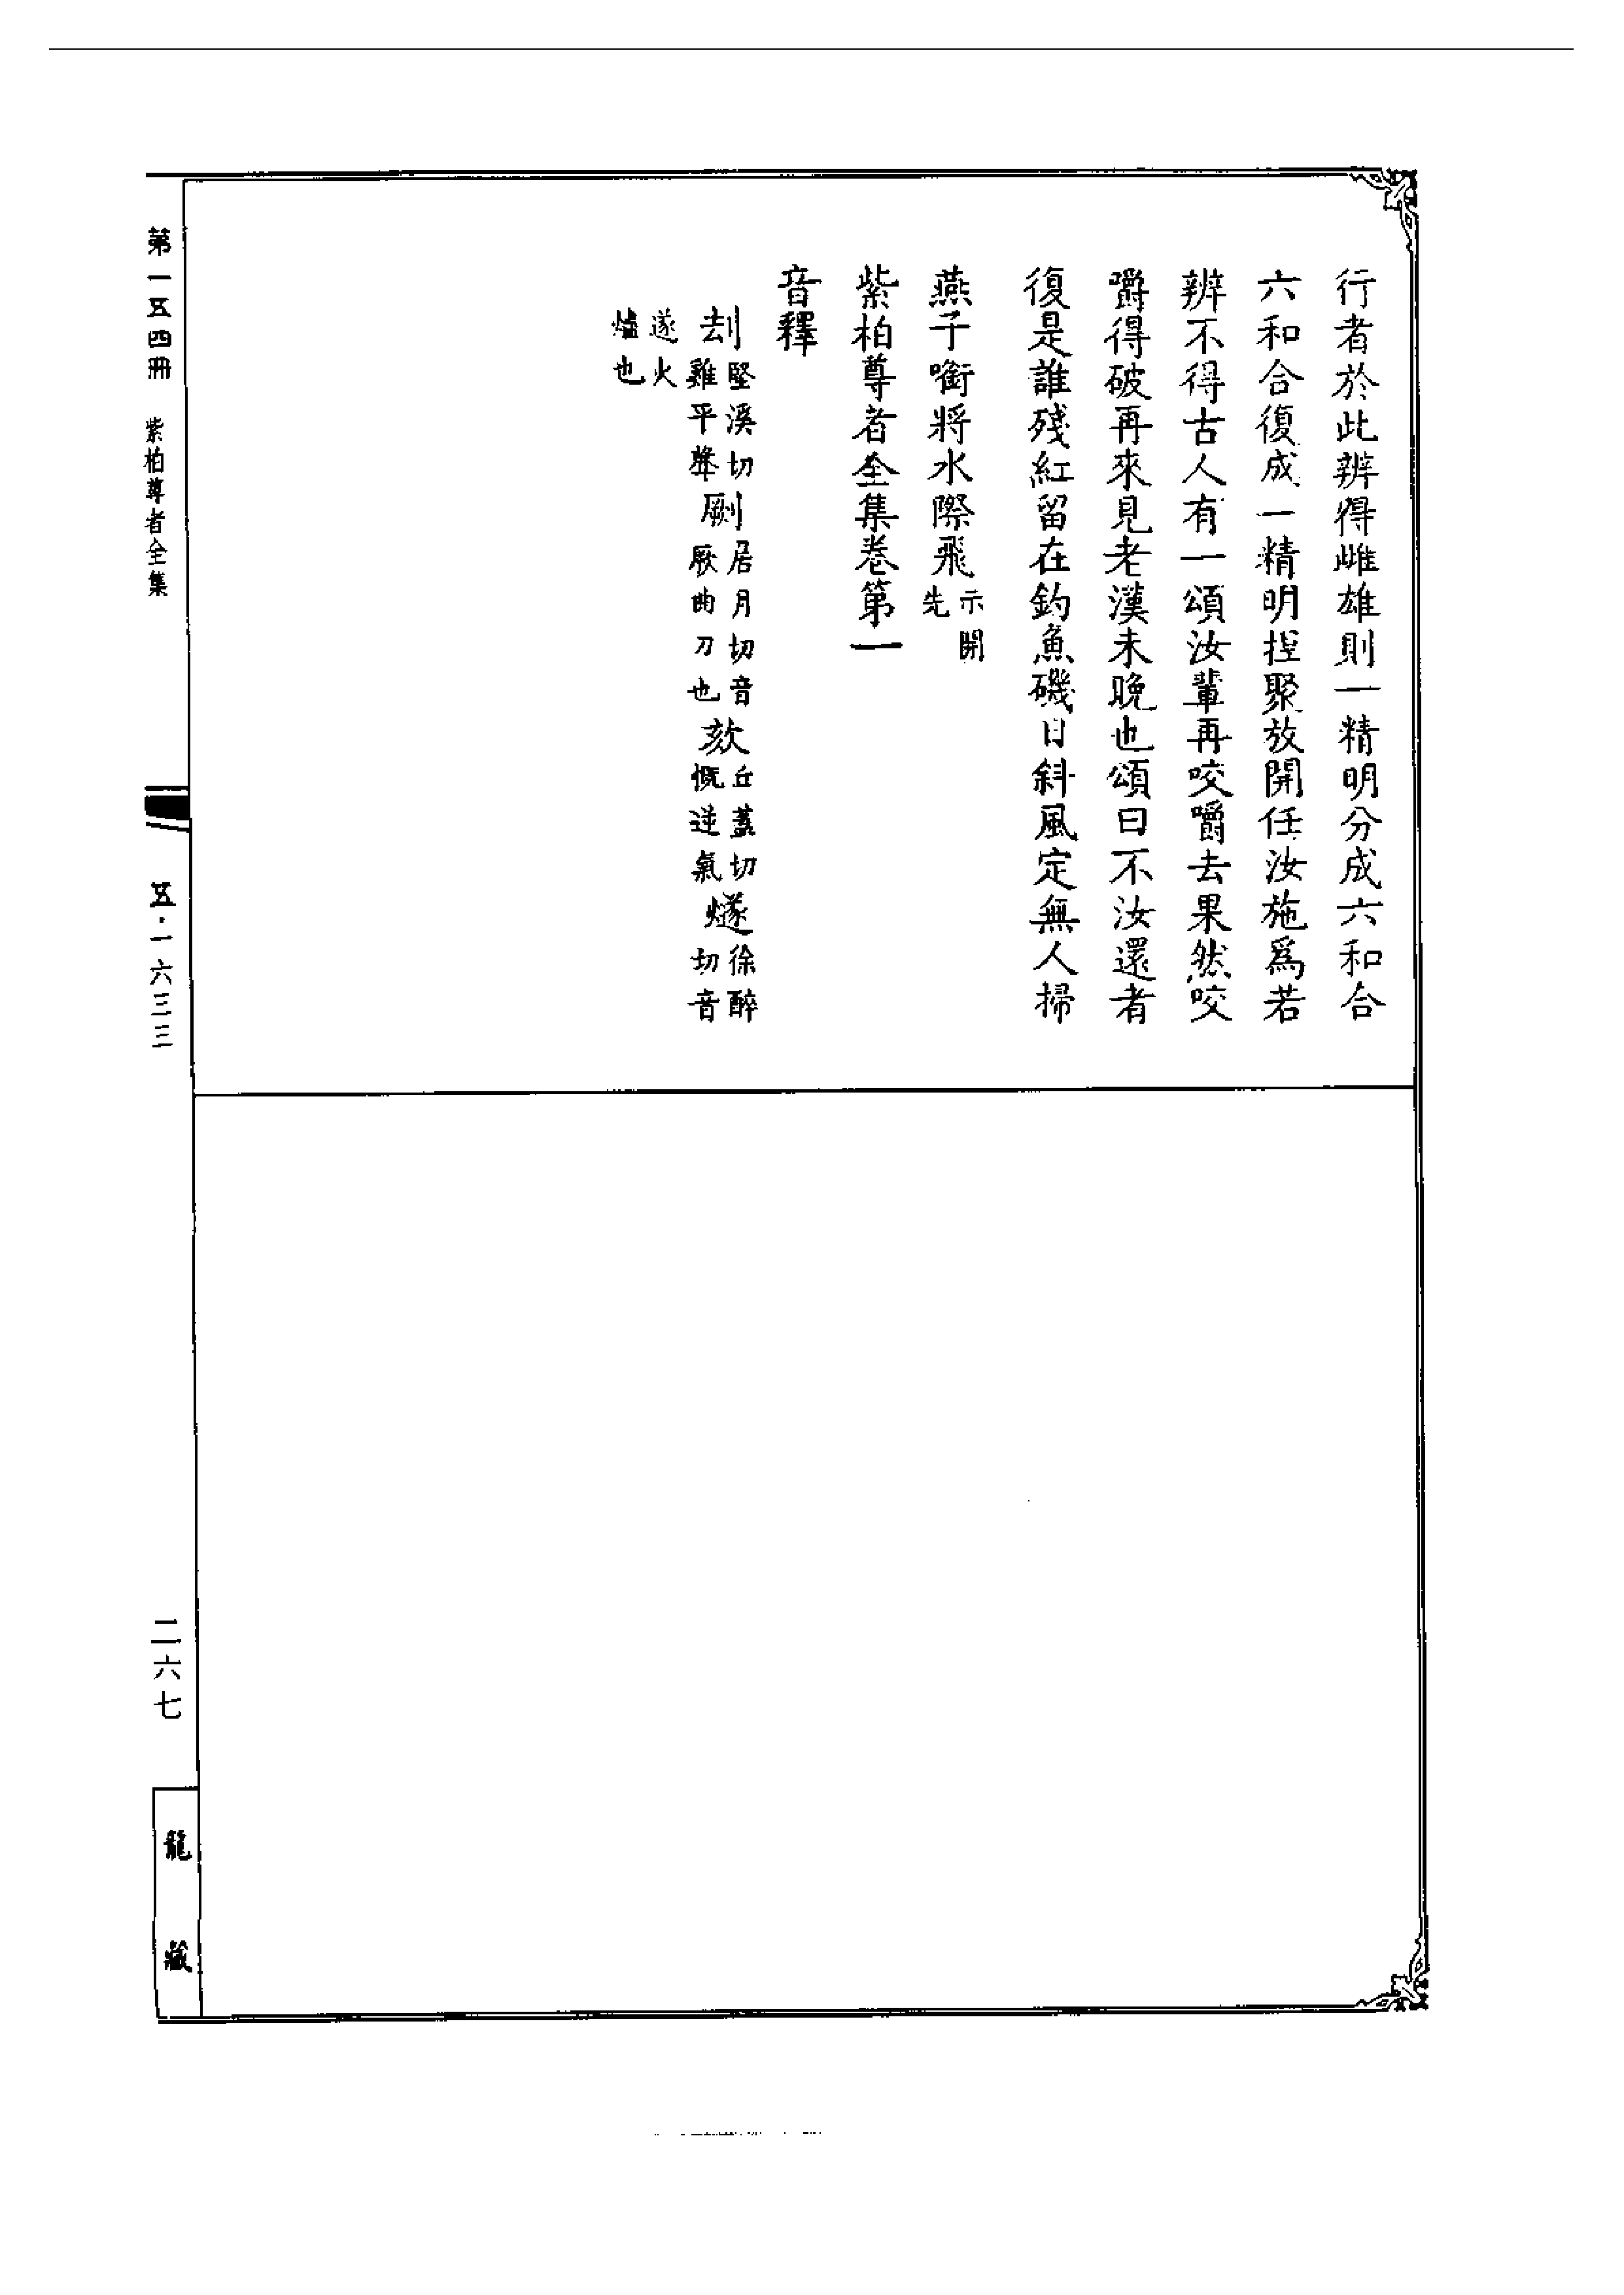 行者於此辨得雌雄則一精明分成六和合
六和合復成一精明捏聚放開任汝施為若
辨不得古人有一頌汝輩再咬嚼去果然咬
嚼得破再來見老漢未晚也頌曰不汝還者
復是誰殘紅留在釣魚磯日斜風定無人掃
燕子啣將水際飛示開先
紫柏尊者全集卷第一
音釋
刦堅溪切雞平聲劂居月切音厥曲刀也欬丘蓋切慨逆氣燧徐醉切音
遂火燧也
第一五四冊 紫柏尊者全集
五·一六三三
二六七
龍藏